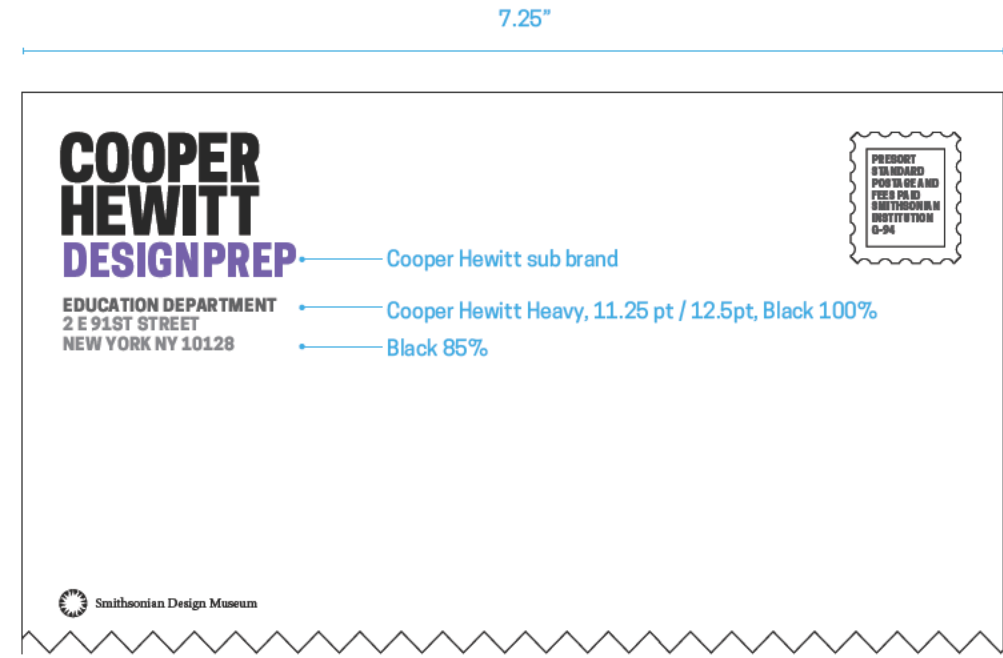 7.25”
COOPER
HEWITT
DESIGNPREP
Cooper Hewitt sub brand
EDUCATION DEPARTMENT
Cooper Hewitt Heavy, 11.25 pt / 12.5pt, Black 100%
2 E 91ST STREET
NEW YORK NY 10128
Black 85%
PRESORT
STANDARD
POSTAGE AND
FEES PAID
SMITHSONIAN
INSTITUTION
G-94
Smithsonian Design Museum